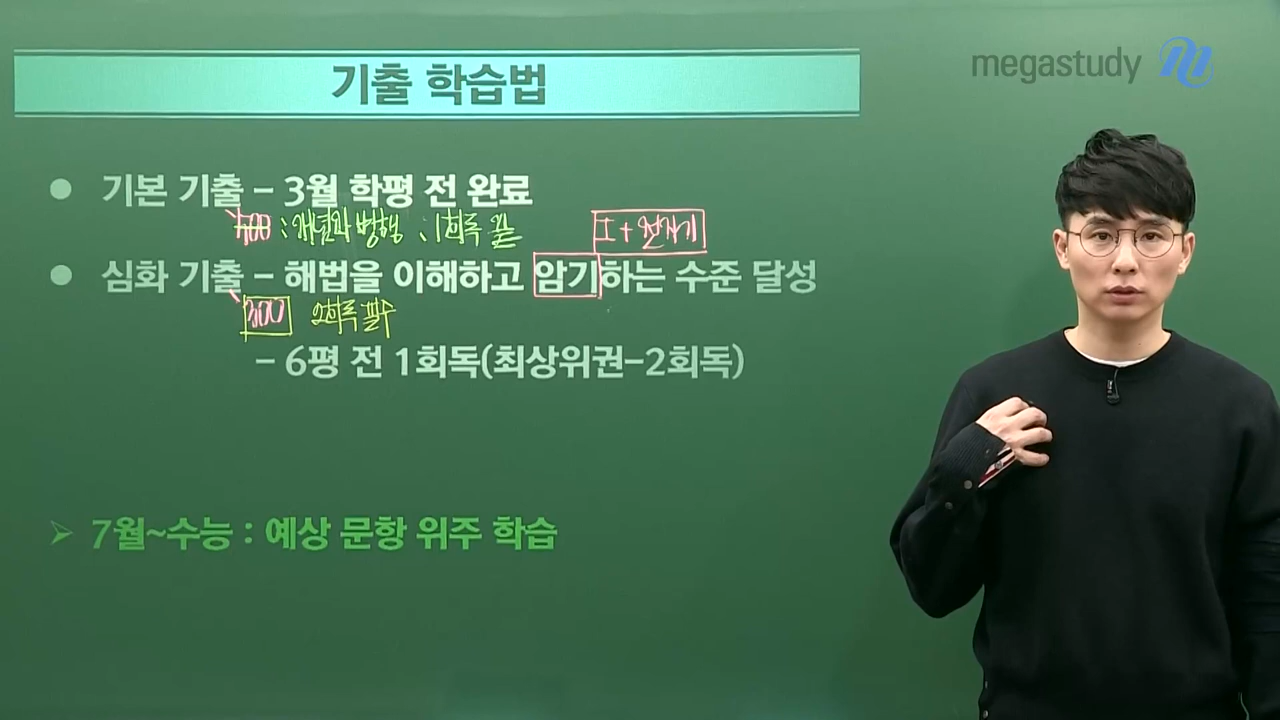 기출 학습법
megastudy
기본 기출 - 3월 학평 전 완료
: 개념과 병행 : 1회독 끝
I + 전자기
심화 기출 - 해법을 이해하고 암기하는 수준 달성
300 2회독 필수
- 6평 전 1회독(최상위권-2회독)
➢ 7월~수능 : 예상 문항 위주 학습